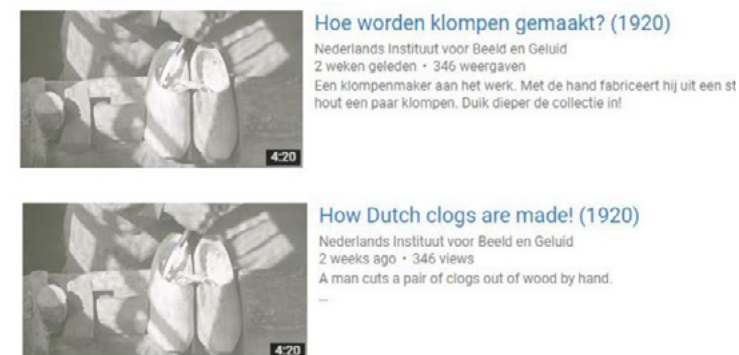 Hoe worden klompen gemaakt? (1920)
Nederlands Instituut voor Beeld en Geluid
2 weken geleden • 346 weergaven
Een klompenmaker aan het werk. Met de hand fabriceert hij uit een st
hout een paar klompen. Duik dieper de collectie in!
4:20
How Dutch clogs are made! (1920)
Nederlands Instituut voor Beeld en Geluid
2 weeks ago • 346 views
A man cuts a pair of clogs out of wood by hand.
...
4:20